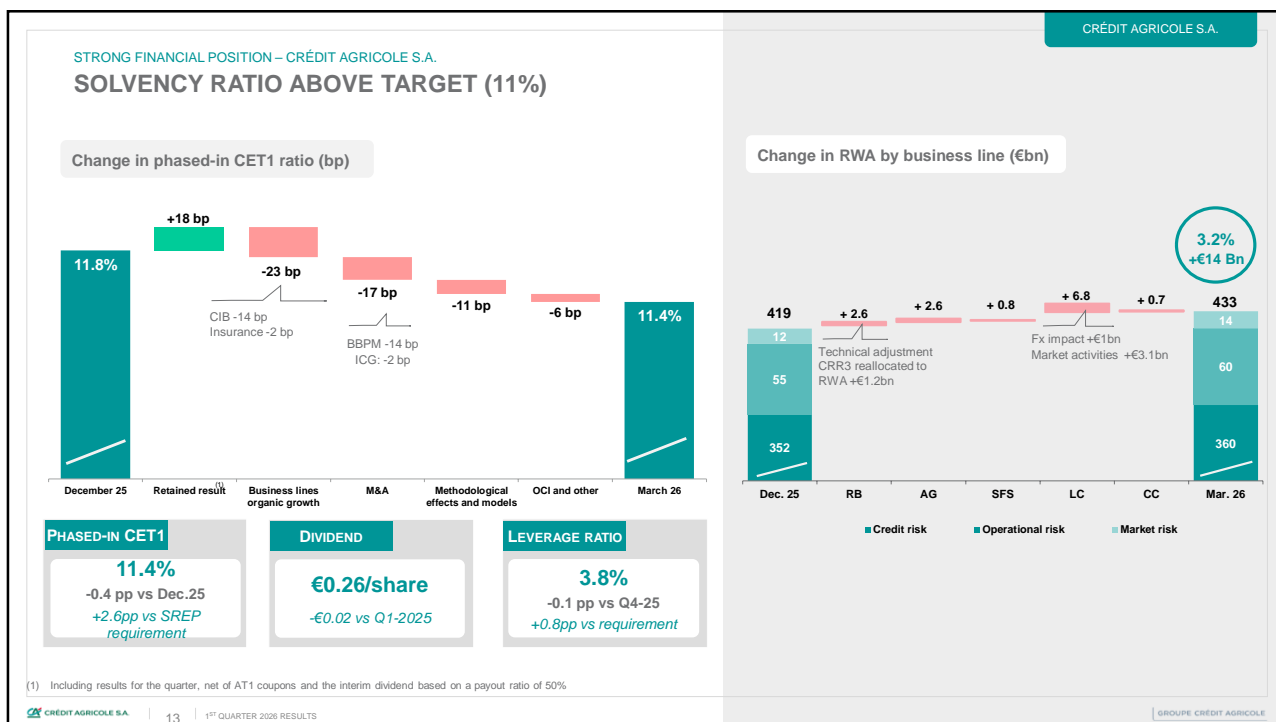 CRÉDIT AGRICOLE S.A.
STRONG FINANCIAL POSITION – CRÉDIT AGRICOLE S.A.
SOLVENCY RATIO ABOVE TARGET (11%)
Change in phased-in CET1 ratio (bp)
+18 bp
11.8%
-23 bp
-17 bp
-11 bp
-6 bp
11.4%
CIB -14 bp
Insurance -2 bp
BBPM -14 bp
ICG: -2 bp
December 25
Retained result (1)
Business lines
organic growth
M&A
Methodological
effects and models
OCI and other
March 26
Change in RWA by business line (€bn)
3.2%
+€14 Bn
419
+ 2.6
+ 2.6
+ 0.8
+ 6.8
+ 0.7
433
12
55
352
Technical adjustment
CRR3 reallocated to
RWA +€1.2bn
Fx impact +€1bn
Market activities +€3.1bn
14
60
360
Dec. 25
RB
AG
SFS
LC
CC
Mar. 26
Credit risk
Operational risk
Market risk
PHASED-IN CET1
11.4%
-0.4 pp vs Dec.25
+2.6pp vs SREP
requirement
DIVIDEND
€0.26/share
-€0.02 vs Q1-2025
LEVERAGE RATIO
3.8%
-0.1 pp vs Q4-25
+0.8pp vs requirement
(1) Including results for the quarter, net of AT1 coupons and the interim dividend based on a payout ratio of 50%
CRÉDIT AGRICOLE S.A.
13
1ST QUARTER 2026 RESULTS
GROUPE CRÉDIT AGRICOLE